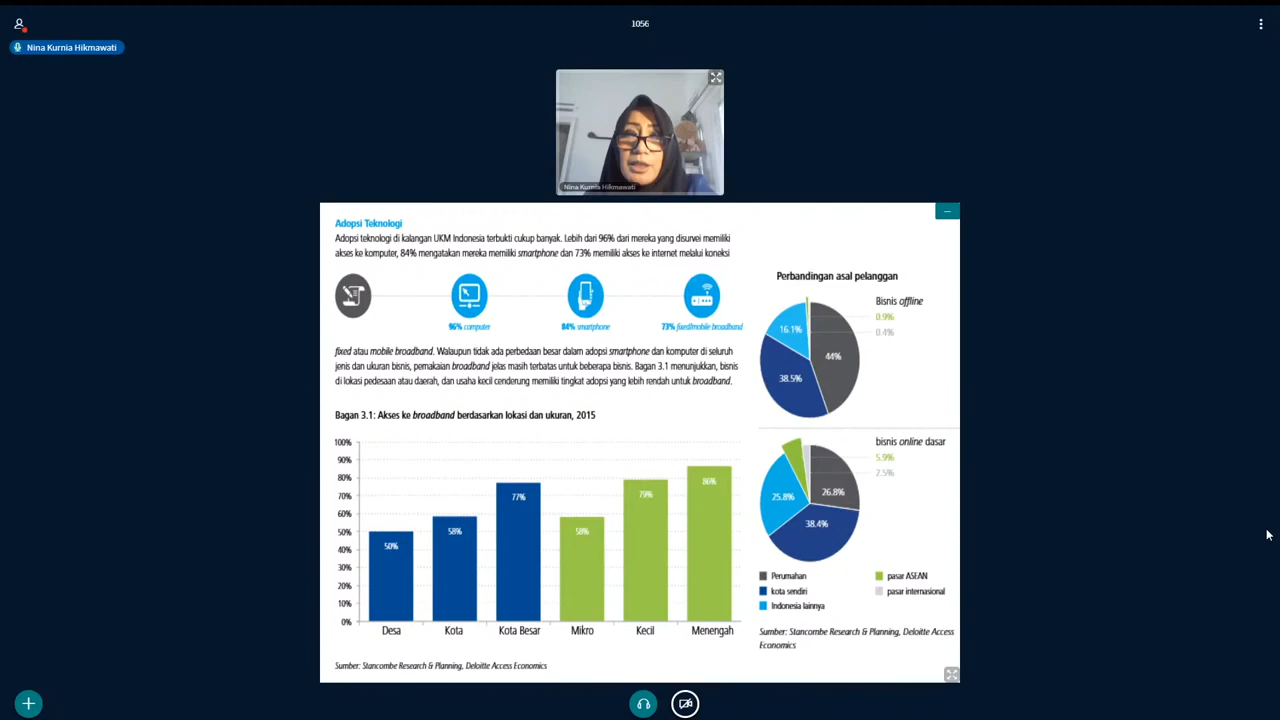 1056
Nina Kurnia Hikmawati
Nina Kurnia Hikmawati
Adopsi Teknologi
Adopsi teknologi di kalangan UKM Indonesia terbukti cukup banyak. Lebih dari 96% dari mereka yang disurvei memiliki
akses ke komputer, 84% mengatakan mereka memiliki smartphone dan 73% memiliki akses ke internet melalui koneksi
96% computer
84% smartphone
73% fixed/mobile broadband
fixed atau mobile broadband. Walaupun tidak ada perbedaan besar dalam adopsi smartphone dan komputer di seluruh
jenis dan ukuran bisnis, pemakaian broadband jelas masih terbatas untuk beberapa bisnis. Bagan 3.1 menunjukkan, bisnis
di lokasi pedesaan atau daerah, dan usaha kecil cenderung memiliki tingkat adopsi yang lebih rendah untuk broadband.
Bagan 3.1: Akses ke broadband berdasarkan lokasi dan ukuran, 2015
100%
90%
80%
70%
60%
50%
40%
30%
20%
10%
0%
50%
58%
77%
58%
79%
86%
Desa
Kota
Kota Besar
Mikro
Kecil
Menengah
Sumber: Stancombe Research & Planning, Deloitte Access Economics
Perbandingan asal pelanggan
Bisnis offline
0.9%
0.4%
16.1%
44%
38.5%
bisnis online dasar
5.9%
2.5%
25.8%
26.8%
38.4%
Perumahan
kota sendiri
Indonesia lainnya
pasar ASEAN
pasar internasional
Sumber: Stancombe Research & Planning, Deloitte Access
Economics